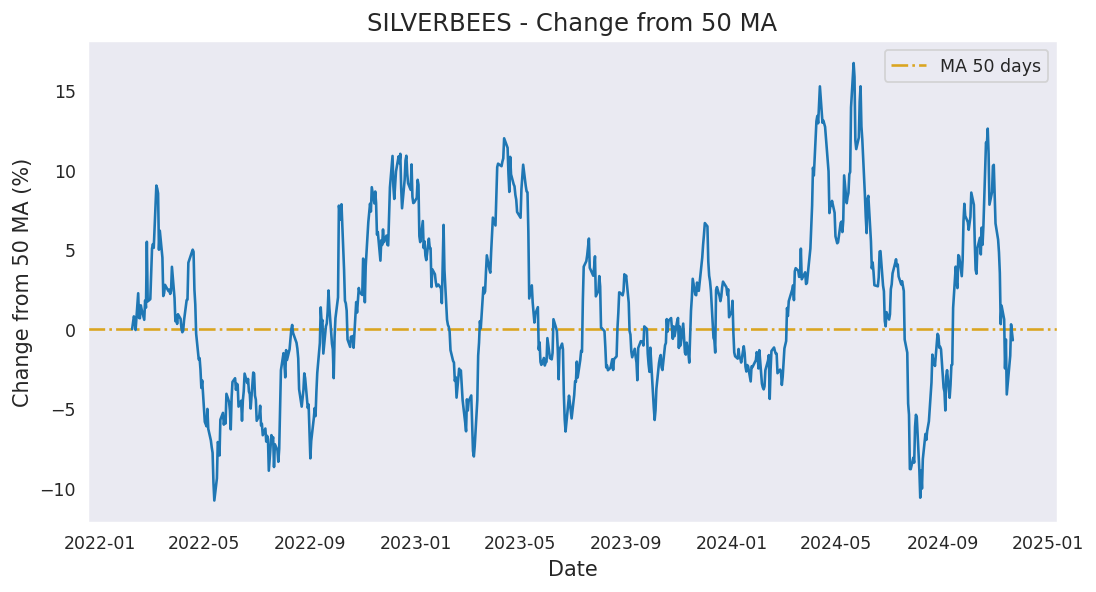 SILVERBEES - Change from 50 MA
MA 50 days
Change from 50 MA (%)
15
10
5
0
−5
−10
2022-01 2022-05 2022-09 2023-01 2023-05 2023-09 2024-01 2024-05 2024-09 2025-01
Date